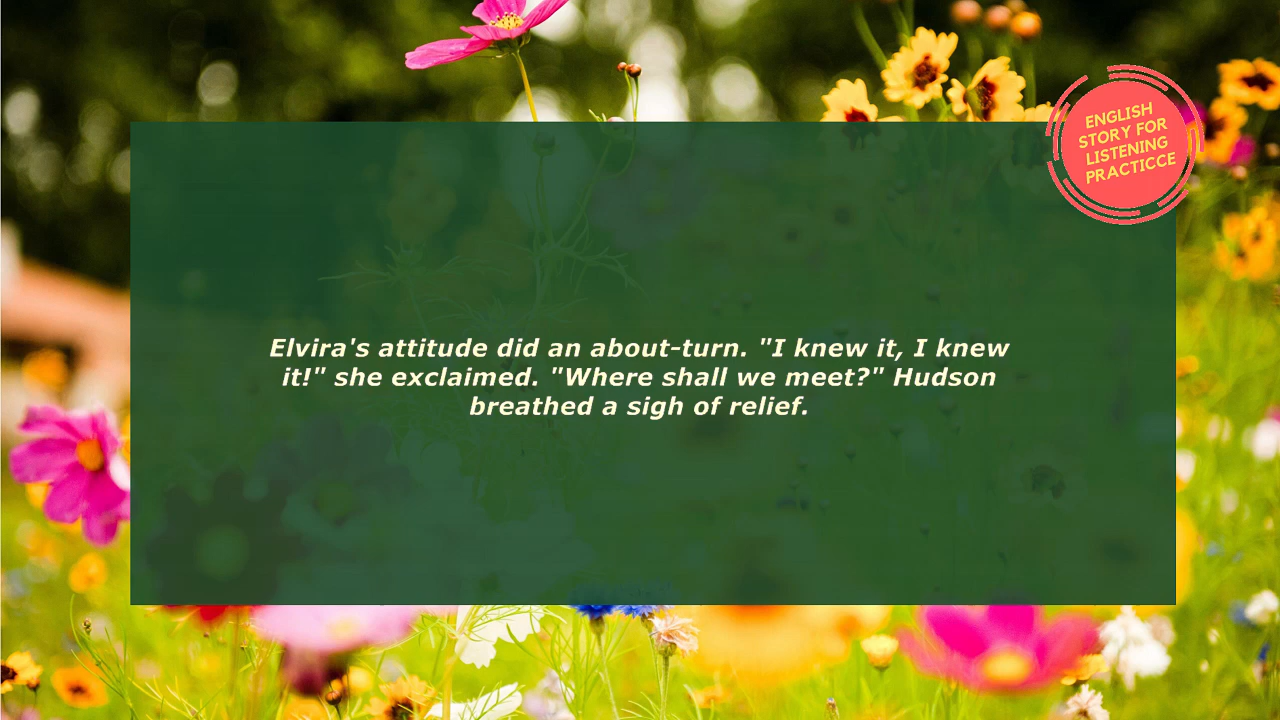 ENGLISH
STORY FOR
LISTENING
PRACTICCE
Elvira's attitude did an about-turn. "I knew it, I knew
it!" she exclaimed. "Where shall we meet?" Hudson
breathed a sigh of relief.